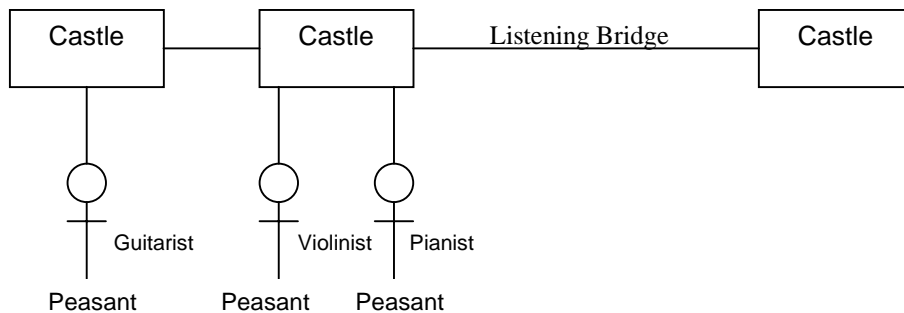 Castle
Castle
Listening Bridge
Castle
Guitarist
Violinist
Pianist
Peasant
Peasant
Peasant